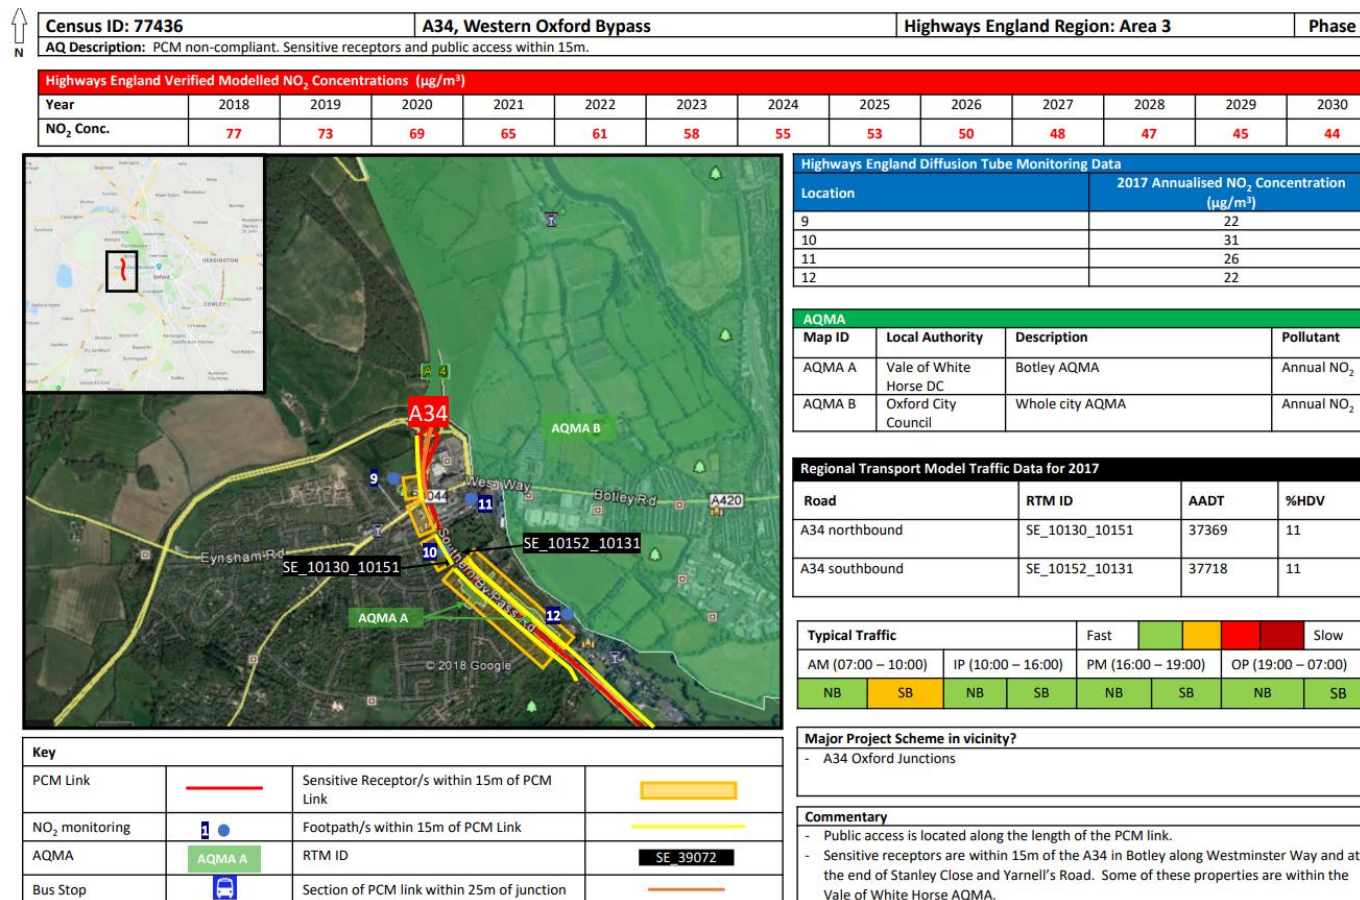 N
Census ID: 77436 A34, Western Oxford Bypass Highways England Region: Area 3 Phase
AQ Description: PCM non-compliant. Sensitive receptors and public access within 15m.
Highways England Verified Modelled NO₂ Concentrations (µg/m³)
Year 2018 2019 2020 2021 2022 2023 2024 2025 2026 2027 2028 2029 2030
NO₂ Conc. 77 73 69 65 61 58 55 53 50 48 47 45 44
HEADINGTON
Oxford
COWLEY
A34
AQMA B
9
West Way
Botley Rd
A420
11
10
SE_10152_10131
Eynsham Rd
SE_10130_10151
Southern By-Pass Rd
AQMA A
12
© 2018 Google
Highways England Diffusion Tube Monitoring Data
Location 2017 Annualised NO₂ Concentration
(µg/m³)
9 22
10 31
11 26
12 22
AQMA
Map ID Local Authority Description Pollutant
AQMA A Vale of White Botley AQMA Annual NO₂
Horse DC
AQMA B Oxford City Whole city AQMA Annual NO₂
Council
Regional Transport Model Traffic Data for 2017
Road RTM ID AADT %HDV
A34 northbound SE_10130_10151 37369 11
A34 southbound SE_10152_10131 37718 11
Typical Traffic Fast Slow
AM (07:00 – 10:00) IP (10:00 – 16:00) PM (16:00 – 19:00) OP (19:00 – 07:00)
NB SB NB SB NB SB NB SB
Major Project Scheme in vicinity?
- A34 Oxford Junctions
Commentary
- Public access is located along the length of the PCM link.
- Sensitive receptors are within 15m of the A34 in Botley along Westminster Way and at
the end of Stanley Close and Yarnell’s Road. Some of these properties are within the
Vale of White Horse AQMA.
Key
PCM Link Sensitive Receptor/s within 15m of PCM
Link
NO₂ monitoring 1 Footpath/s within 15m of PCM Link
AQMA AQMA A RTM ID SE_39072
Bus Stop Section of PCM link within 25m of junction